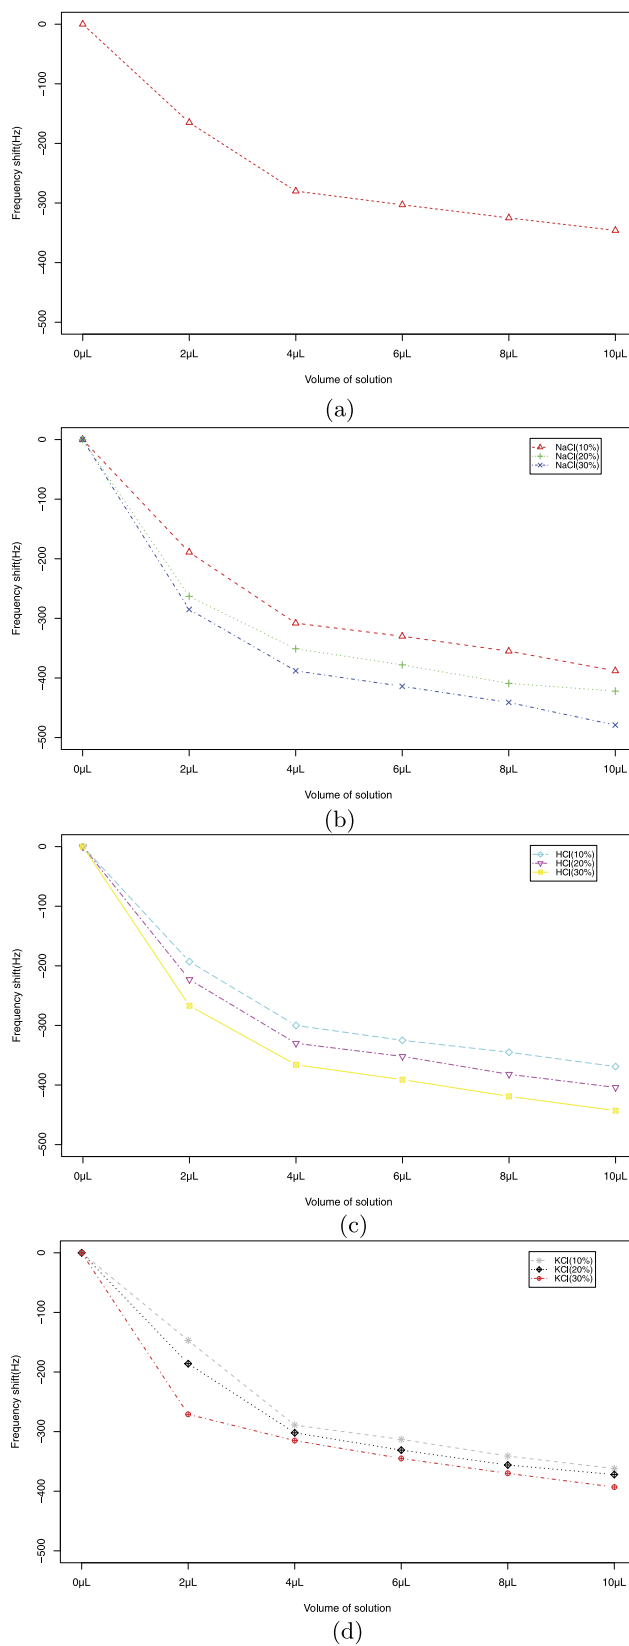 0
−100
−200
−300
−400
−500
Frequency shift(Hz)
0µL 2µL 4µL 6µL 8µL 10µL
Volume of solution
(a)
NaCl(10%)
NaCl(20%)
NaCl(30%)
0
−100
−200
−300
−400
−500
Frequency shift(Hz)
0µL 2µL 4µL 6µL 8µL 10µL
Volume of solution
(b)
HCl(10%)
HCl(20%)
HCl(30%)
0
−100
−200
−300
−400
−500
Frequency shift(Hz)
0µL 2µL 4µL 6µL 8µL 10µL
Volume of solution
(c)
KCl(10%)
KCl(20%)
KCl(30%)
0
−100
−200
−300
−400
−500
Frequency shift(Hz)
0µL 2µL 4µL 6µL 8µL 10µL
Volume of solution
(d)